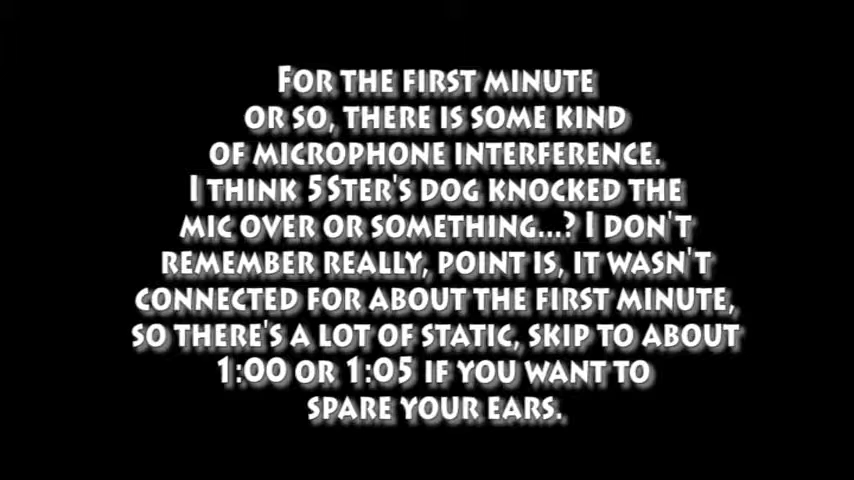 For the first minute
or so, there is some kind
of microphone interference.
I think 5Ster's dog knocked the
mic over or something...? I don't
remember really, point is, it wasn't
connected for about the first minute,
so there's a lot of static, skip to about
1:00 or 1:05 if you want to
spare your ears.